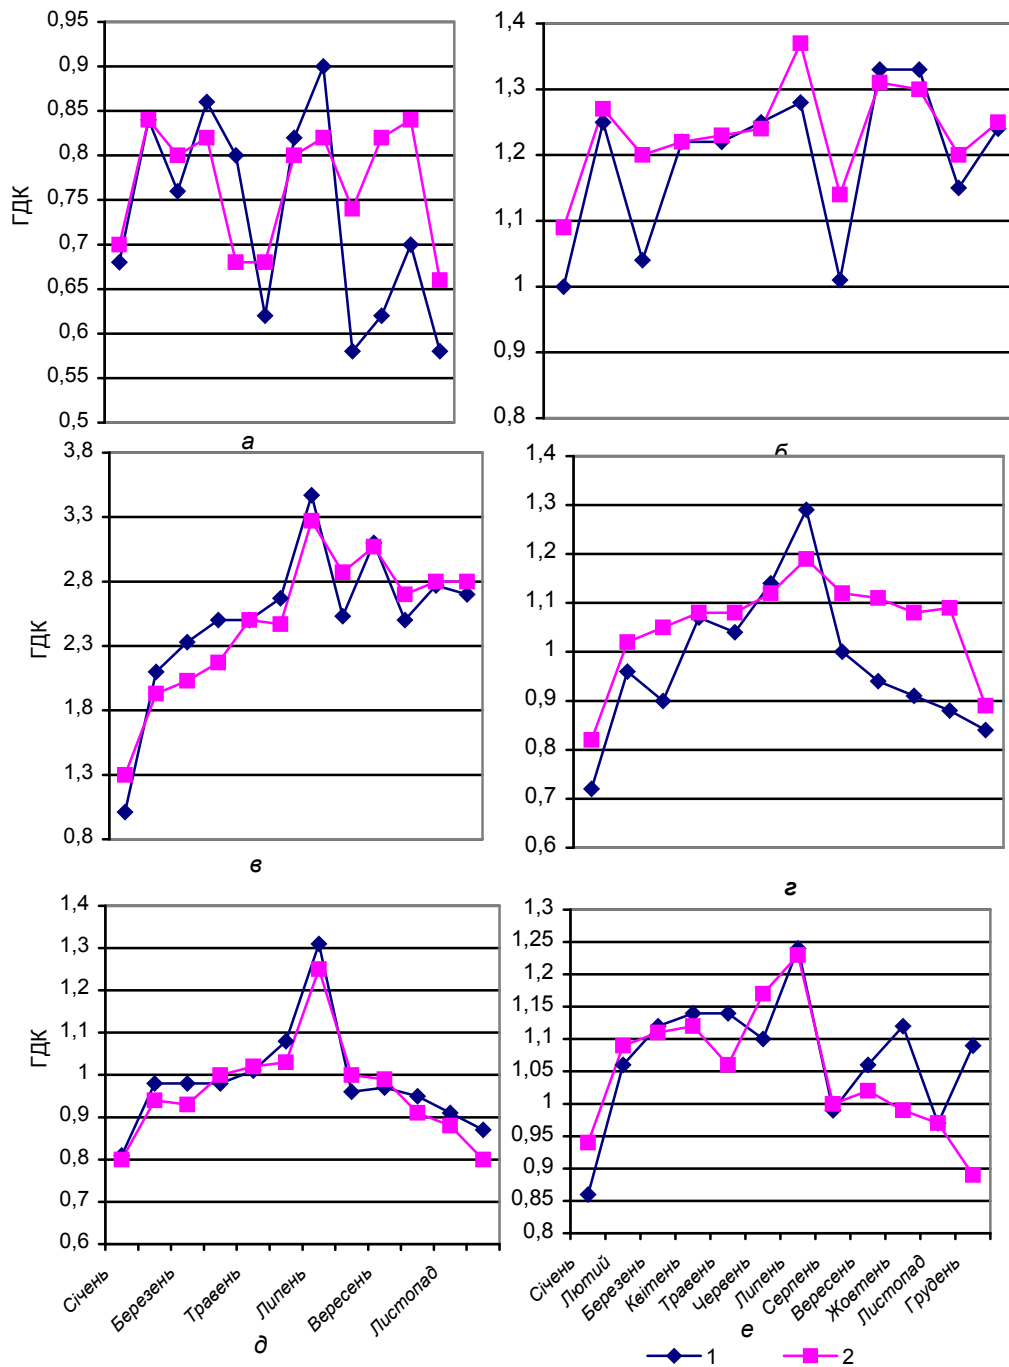 0,95
0,9
0,85
0,8
0,75
0,7
0,65
0,6
0,55
0,5
ГДК
а
1,4
1,3
1,2
1,1
1
0,9
0,8
б
3,8
3,3
2,8
2,3
1,8
1,3
0,8
ГДК
в
1,4
1,3
1,2
1,1
1
0,9
0,8
0,7
0,6
г
1,4
1,3
1,2
1,1
1
0,9
0,8
0,7
0,6
ГДК
Січень
Березень
Травень
Липень
Вересень
Листопад
д
1,3
1,25
1,2
1,15
1,1
1,05
1
0,95
0,9
0,85
0,8
Січень
Лютий
Березень
Квітень
Травень
Червень
Липень
Серпень
Вересень
Жовтень
Листопад
Грудень
е
1 2